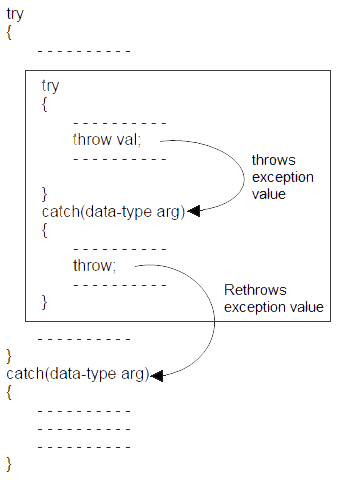 try
{
- - - - - - - - - -
try
{
- - - - - - - - - -
throw val;
- - - - - - - - - -
throws
exception
value
}
catch(data-type arg)
{
- - - - - - - - - -
throw;
- - - - - - - - - -
Rethrows
exception value
}
- - - - - - - - - -
}
catch(data-type arg)
{
- - - - - - - - - -
- - - - - - - - - -
- - - - - - - - - -
}